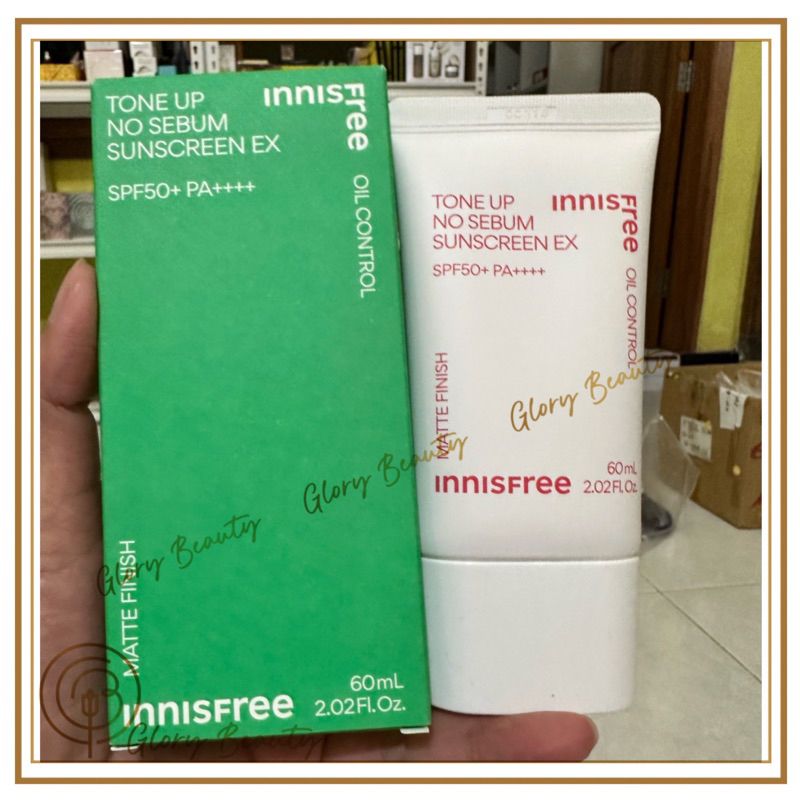 TONE UP
NO SEBUM
SUNSCREEN EX
SPF50+ PA++++
INNISFree
OIL CONTROL
MATTE FINISH
INNISFree
60mL
2.02Fl.Oz.
TONE UP
NO SEBUM
SUNSCREEN EX
SPF50+ PA++++
INNISFree
OIL CONTROL
MATTE FINISH
INNISFree
60mL
2.02Fl.Oz.
Glory Beauty
Glory Beauty
Glory Beauty
Glory Beauty